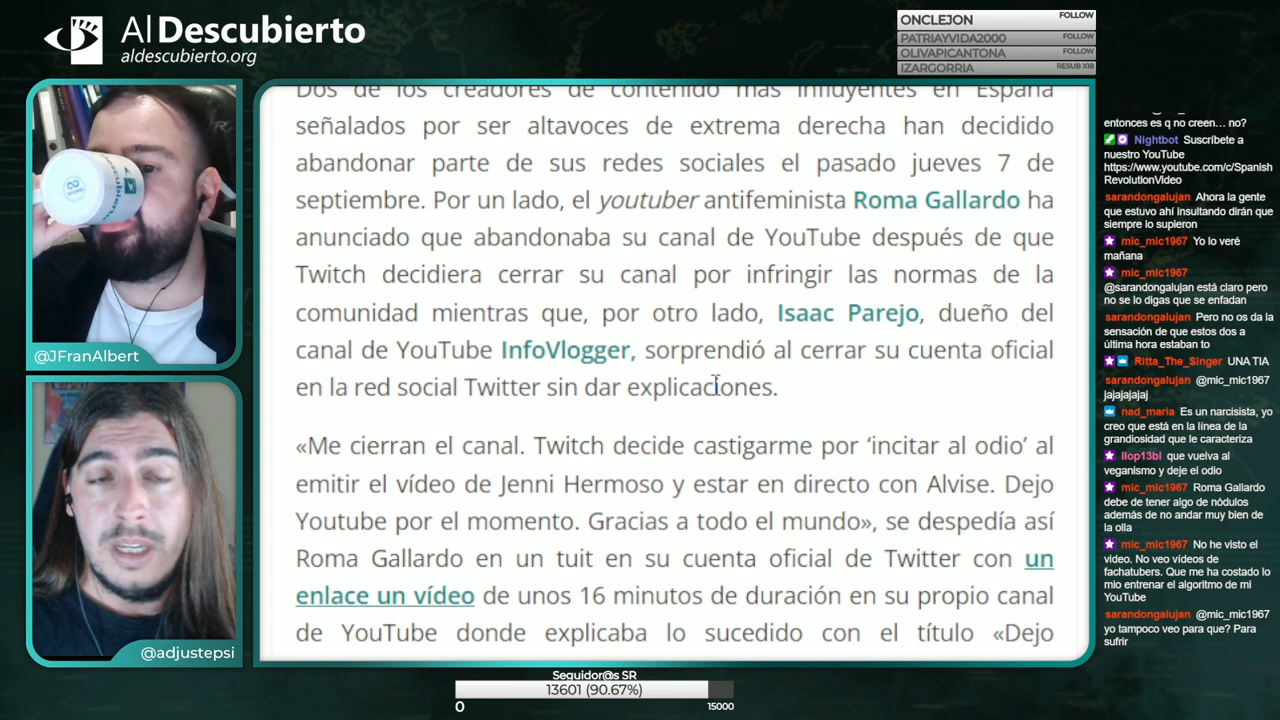 Al Descubierto
aldescubierto.org
ONCLEJON FOLLOW
PATRIAYVIDA2000 FOLLOW
OLIVAPICANTONA FOLLOW
IZARGORRIA RESUB X18
@JFranAlbert
@adjustepsi
Dos de los creadores de contenido más influyentes en España
señalados por ser altavoces de extrema derecha han decidido
abandonar parte de sus redes sociales el pasado jueves 7 de
septiembre. Por un lado, el youtuber antifeminista Roma Gallardo ha
anunciado que abandonaba su canal de YouTube después de que
Twitch decidiera cerrar su canal por infringir las normas de la
comunidad mientras que, por otro lado, Isaac Parejo, dueño del
canal de YouTube InfoVlogger, sorprendió al cerrar su cuenta oficial
en la red social Twitter sin dar explicaciones.
«Me cierran el canal. Twitch decide castigarme por ‘incitar al odio’ al
emitir el vídeo de Jenni Hermoso y estar en directo con Alvise. Dejo
Youtube por el momento. Gracias a todo el mundo», se despedía así
Roma Gallardo en un tuit en su cuenta oficial de Twitter con un
enlace un vídeo de unos 16 minutos de duración en su propio canal
de YouTube donde explicaba lo sucedido con el título «Dejo
entonces es q no creen... no?
Nightbot Suscríbete a
nuestro YouTube
https://www.youtube.com/c/Spanish
RevolutionVideo
sarandongalujan Ahora la gente
que estuvo ahí insultando dirán que
siempre lo supieron
mic_mic1967 Yo lo veré
mañana
mic_mic1967
@sarandongalujan está claro pero
no se lo digas que se enfadan
sarandongalujan Pero no os da la
sensación de que estos dos a
última hora estaban to
Ritta_The_Singer UNA TIA
sarandongalujan @mic_mic1967
jajajajajaj
nad_maria Es un narcisista, yo
creo que está en la línea de la
grandiosidad que le caracteriza
llop13bl que vuelva al
veganismo y deje el odio
mic_mic1967 Roma Gallardo
debe de tener algo de nódulos
además de no andar muy bien de
la olla
mic_mic1967 No he visto el
video. No veo vídeos de
fachatubers. Que me ha costado lo
mio entrenar el algoritmo de mi
YouTube
sarandongalujan @mic_mic1967
yo tampoco veo para que? Para
sufrir
Seguidor@s SR
13601 (90.67%)
0 15000